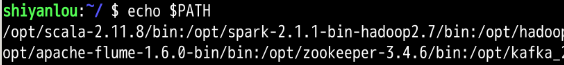 shiyanlou:~/ $ echo $PATH
/opt/scala-2.11.8/bin:/opt/spark-2.1.1-bin-hadoop2.7/bin:/opt/hadoop
opt/apache-flume-1.6.0-bin/bin:/opt/zookeeper-3.4.6/bin:/opt/kafka_2